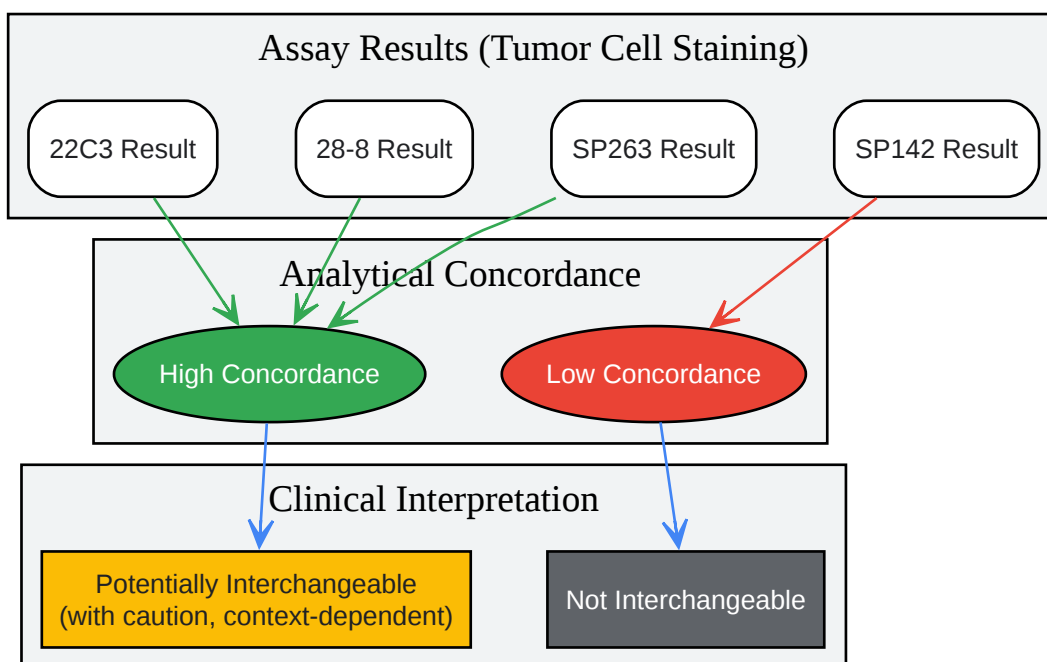 Assay Results (Tumor Cell Staining)
22C3 Result
28-8 Result
SP263 Result
SP142 Result
Analytical Concordance
High Concordance
Low Concordance
Clinical Interpretation
Potentially Interchangeable
(with caution, context-dependent)
Not Interchangeable